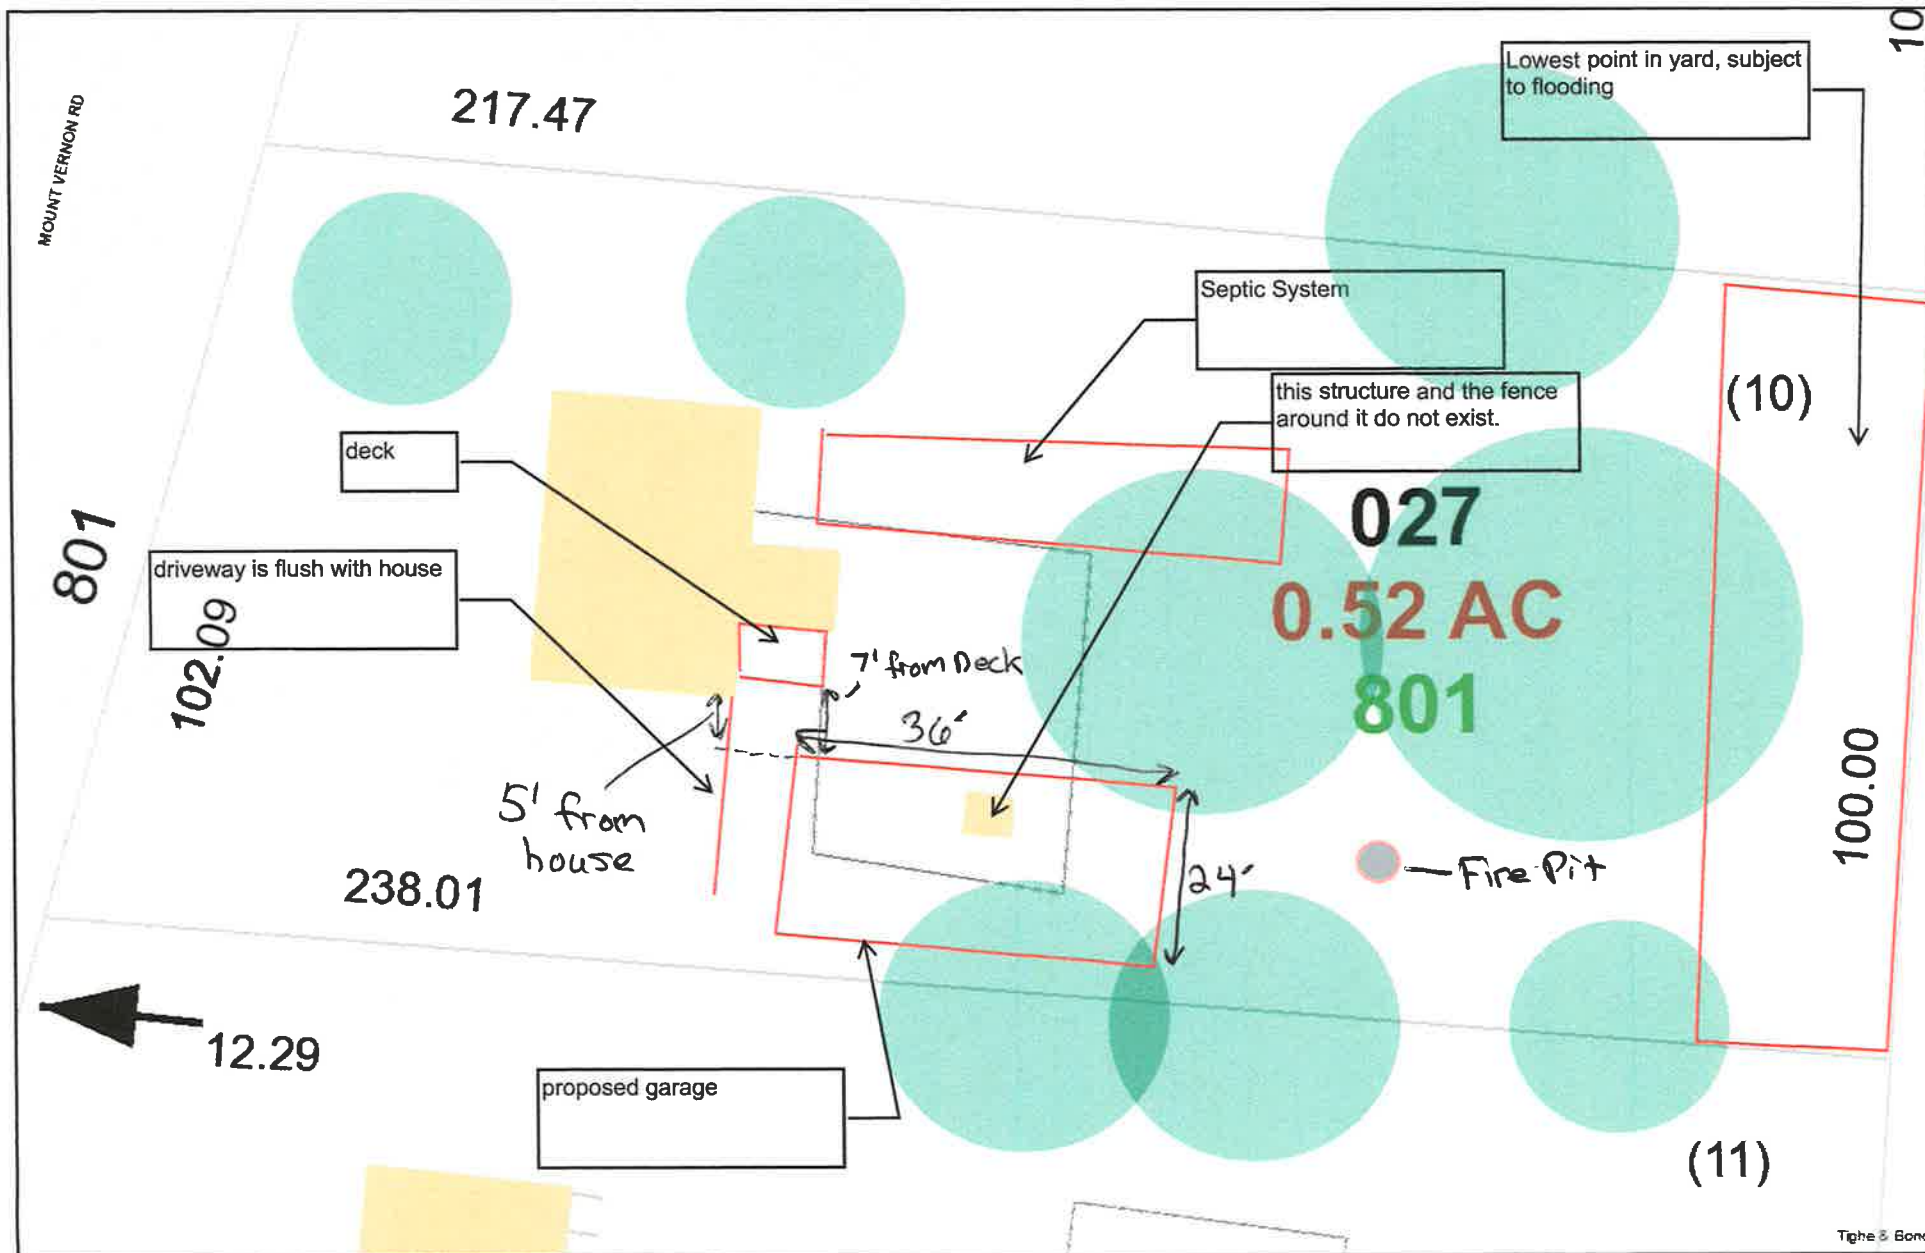 10
Lowest point in yard, subject
to flooding
217.47
MOUNT VERNON RD
Septic System
this structure and the fence
around it do not exist.
(10)
deck
027
801
driveway is flush with house
0.52 AC
102.09
7' from Deck
801
36'
100.00
5' from
house
24'
Fire Pit
238.01
12.29
proposed garage
(11)
Tighe & Bon